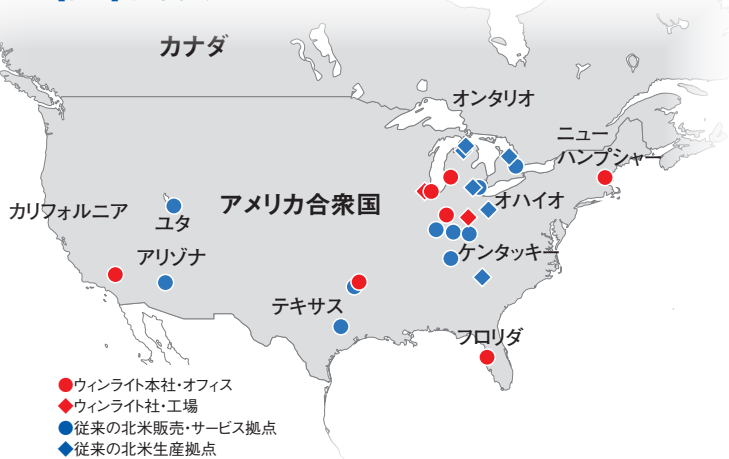 カナダ
オンタリオ
ニュー
ハンプシャー
カリフォルニア
アメリカ合衆国
オハイオ
ユタ
アリゾナ
ケンタッキー
テキサス
フロリダ
●ウィンライト本社・オフィス
◆ウィンライト社・工場
●従来の北米販売・サービス拠点
◆従来の北米生産拠点